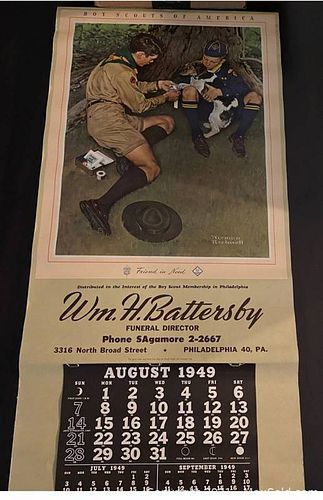 BOY SCOUTS OF AMERICA
Norman
Rockwell
Friend in Need
Distributed in the Interest of the Boy Scout Membership in Philadelphia
Wm. H. Battersby
FUNERAL DIRECTOR
Phone SAgamore 2-2667
3316 North Broad Street • PHILADELPHIA 40, PA.
AUGUST 1949
SUN MON TUE WED THU FRI SAT
1 2 3 4 5 6
7 8 9 10 11 12 13
14 15 16 17 18 19 20
21 22 23 24 25 26 27
28 29 30 31
JULY 1949 SEPTEMBER 1949